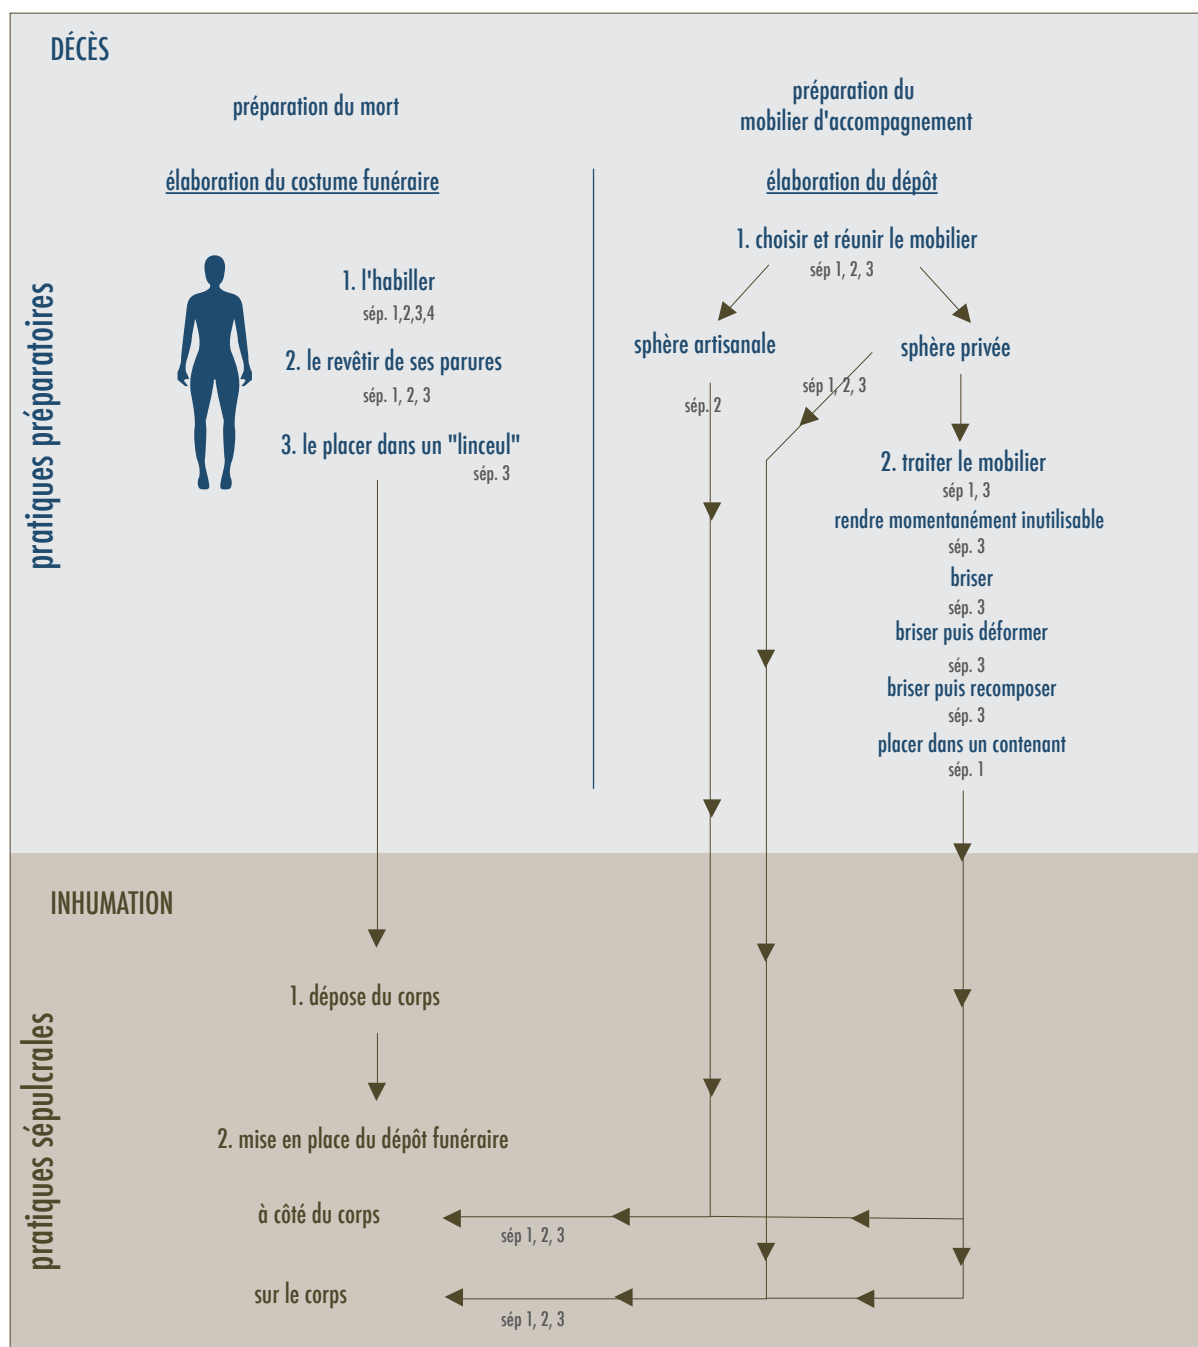 DÉCÈS
préparation du mort
élaboration du costume funéraire
1. l'habiller
sép. 1,2,3,4
2. le revêtir de ses parures
sép. 1, 2, 3
3. le placer dans un "linceul"
sép. 3
préparation du
mobilier d'accompagnement
élaboration du dépôt
1. choisir et réunir le mobilier
sép 1, 2, 3
sphère artisanale
sphère privée
sép. 2
sép 1, 2, 3
2. traiter le mobilier
sép 1, 3
rendre momentanément inutilisable
sép. 3
briser
sép. 3
briser puis déformer
sép. 3
briser puis recomposer
sép. 3
placer dans un contenant
sép. 1
pratiques préparatoires
INHUMATION
1. dépose du corps
2. mise en place du dépôt funéraire
à côté du corps
sép 1, 2, 3
sur le corps
sép 1, 2, 3
pratiques sépulcrales